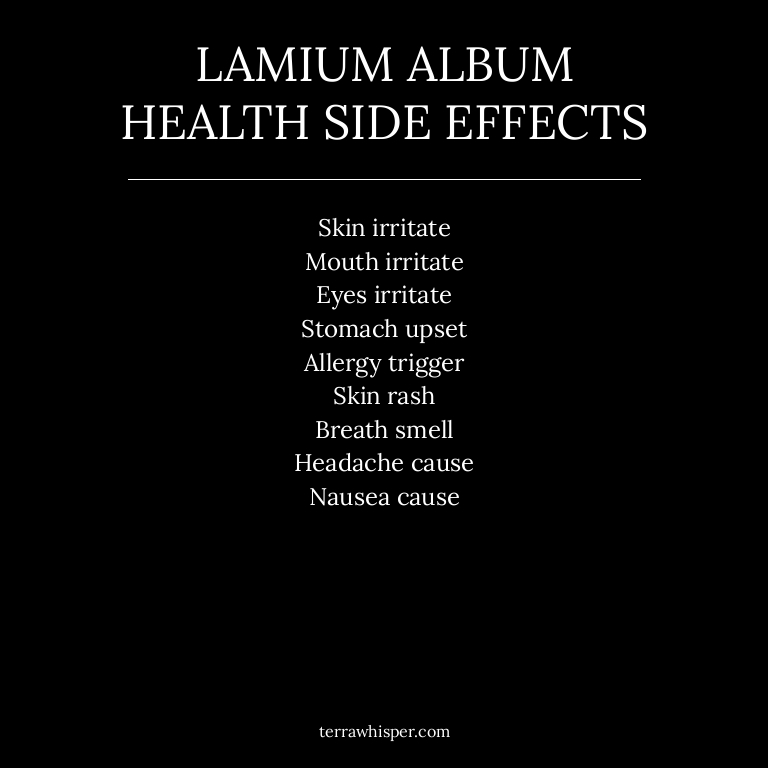 LAMIUM ALBUM
HEALTH SIDE EFFECTS
Skin irritate
Mouth irritate
Eyes irritate
Stomach upset
Allergy trigger
Skin rash
Breath smell
Headache cause
Nausea cause
terrawhisper.com